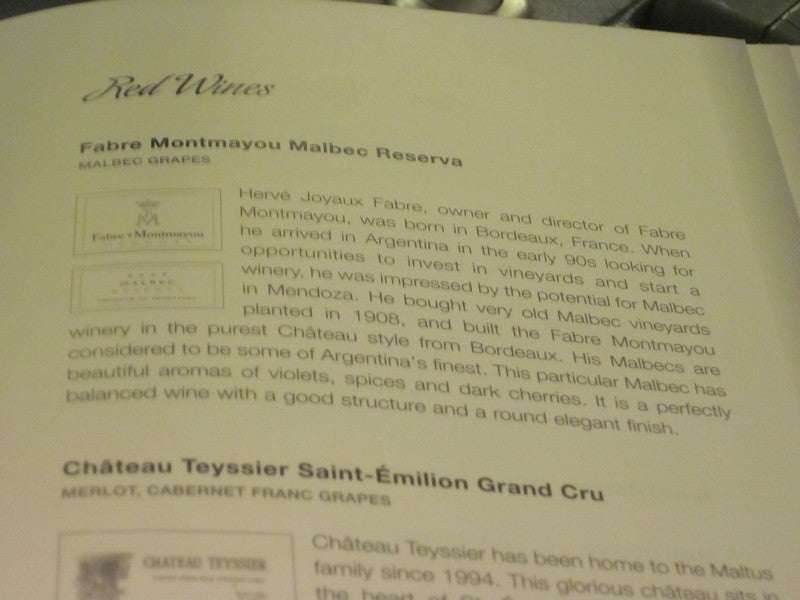 Red Wines
Fabre Montmayou Malbec Reserva
MALBEC GRAPES
M
Fabre Montmayou
MALBEC
Hervé Joyaux Fabre, owner and director of Fabre
Montmayou, was born in Bordeaux, France. When
he arrived in Argentina in the early 90s looking for
opportunities to invest in vineyards and start a
winery, he was impressed by the potential for Malbec
in Mendoza. He bought very old Malbec vineyards
planted in 1908, and built the Fabre Montmayou
winery in the purest Château style from Bordeaux. His Malbecs are
considered to be some of Argentina's finest. This particular Malbec has
beautiful aromas of violets, spices and dark cherries. It is a perfectly
balanced wine with a good structure and a round elegant finish.
Château Teyssier Saint-Émilion Grand Cru
MERLOT, CABERNET FRANC GRAPES
CHATEAU TEYSSIER
Château Teyssier has been home to the Maltus
family since 1994. This glorious château sits in
the heart of St